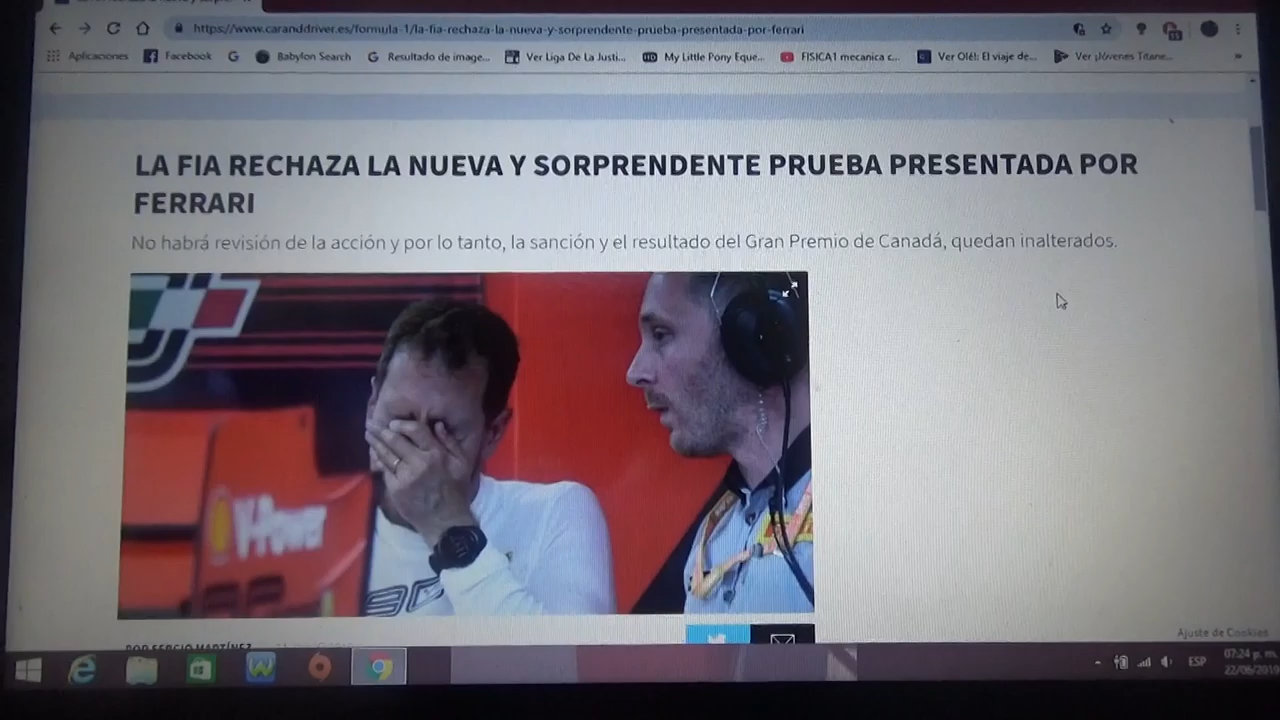 https://www.caranddriver.es/formula-1/la-fia-rechaza-la-nueva-y-sorprendente-prueba-presentada-por-ferrari
Aplicaciones Facebook Babylon Search Resultado de image... Ver Liga De La Justi... My Little Pony Eque... FISICA1 mecanica c... Ver Olé!: El viaje de... Ver ¡Jóvenes Titane... »
LA FIA RECHAZA LA NUEVA Y SORPRENDENTE PRUEBA PRESENTADA POR
FERRARI
No habrá revisión de la acción y por lo tanto, la sanción y el resultado del Gran Premio de Canadá, quedan inalterados.
V-Power
POR SERGIO MARTÍNEZ
Ajuste de Cookies
ESP
07:24 p. m.
22/06/2019